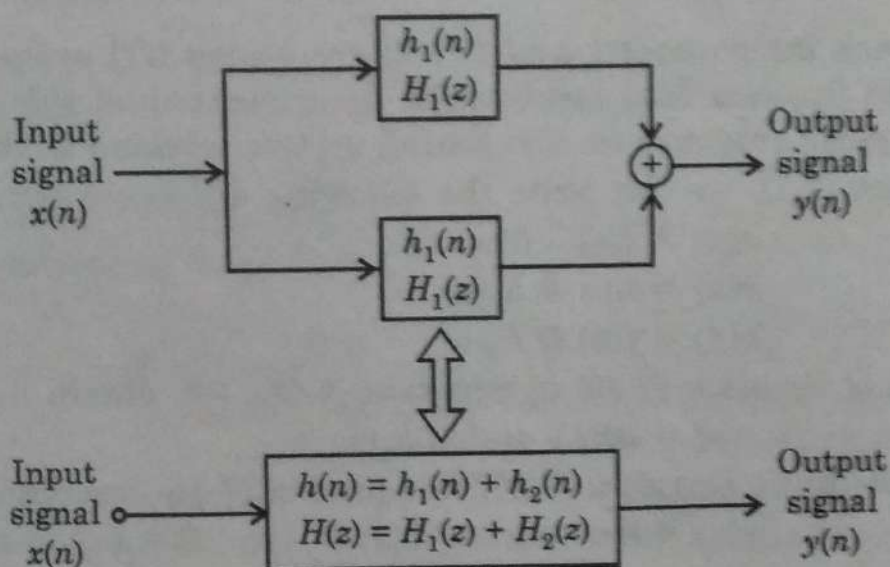 h₁(n)
H₁(z)
Input
signal
x(n)
+
Output
signal
y(n)
h₁(n)
H₁(z)
Input
signal
x(n)
h(n) = h₁(n) + h₂(n)
H(z) = H₁(z) + H₂(z)
Output
signal
y(n)